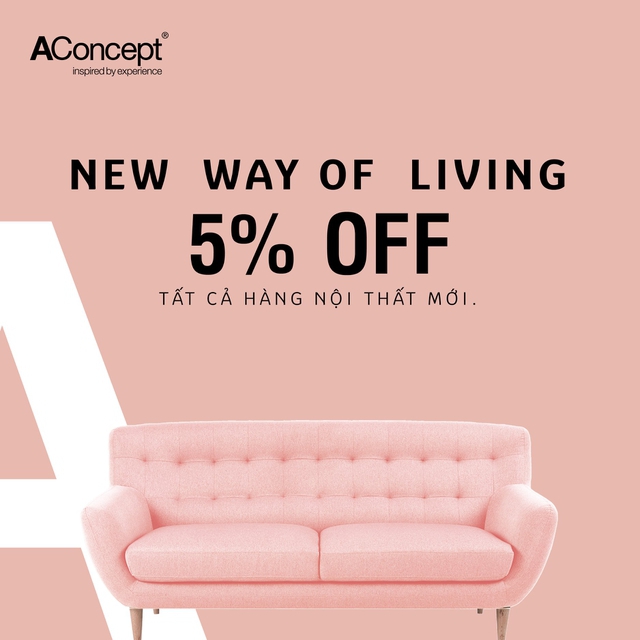 AConcept®
inspired by experience
NEW WAY OF LIVING
5% OFF
TẤT CẢ HÀNG NỘI THẤT MỚI.